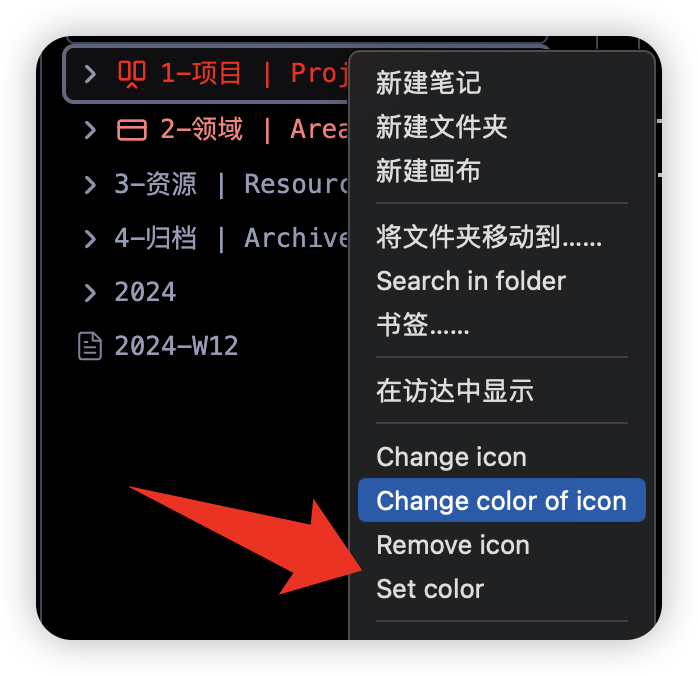 1-项目 | Proj
2-领域 | Area
3-资源 | Resourc
4-归档 | Archive
2024
2024-W12
新建笔记
新建文件夹
新建画布
将文件夹移动到......
Search in folder
书签......
在访达中显示
Change icon
Change color of icon
Remove icon
Set color